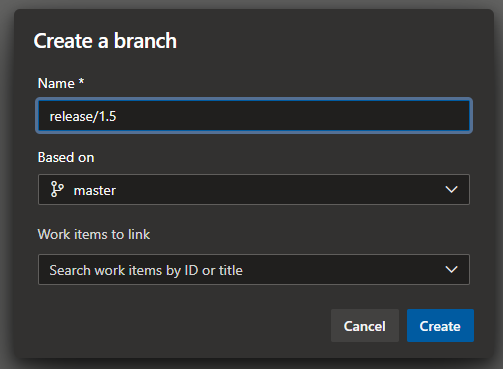 Create a branch
Name *
release/1.5
Based on
master
Work items to link
Search work items by ID or title
Cancel Create